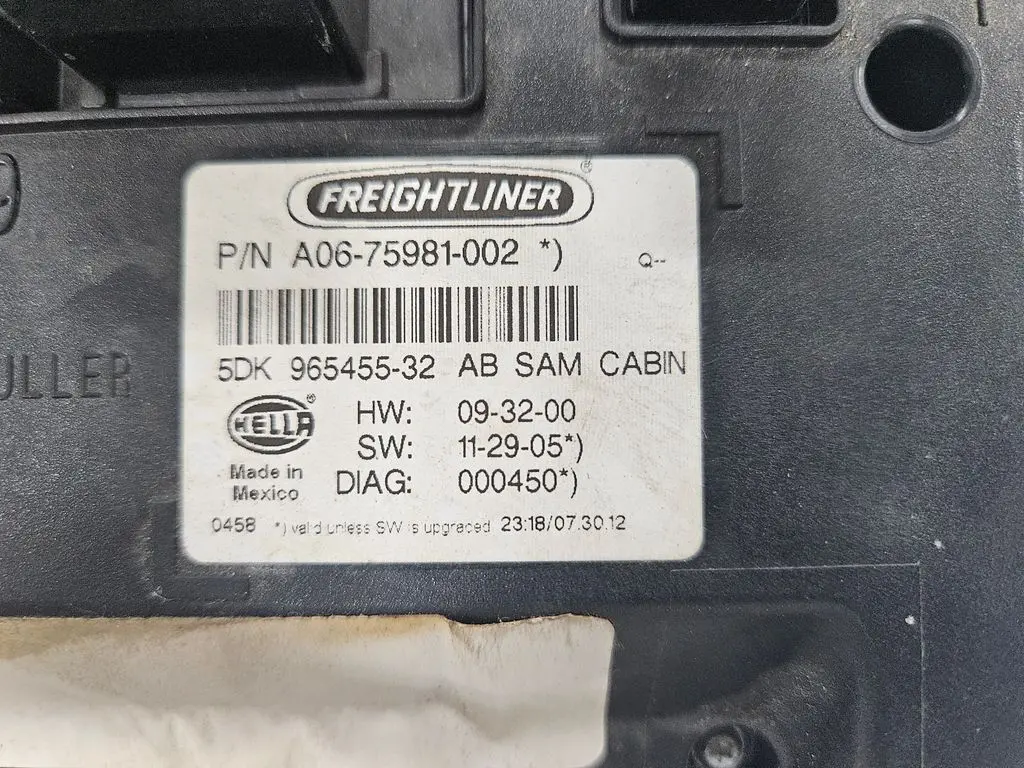 FREIGHTLINER®
P/N A06-75981-002 *)
Q--
5DK 965455-32 AB SAM CABIN
HELLA®
HW: 09-32-00
SW: 11-29-05*)
DIAG: 000450*)
Made in
Mexico
0458 *) valid unless SW is upgraced 23:18/07.30.12
ULLER